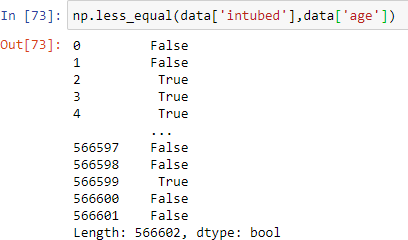 In [73]: np.less_equal(data['intubed'],data['age'])
Out[73]: 0         False
1         False
2          True
3          True
4          True
...
566597    False
566598    False
566599     True
566600    False
566601    False
Length: 566602, dtype: bool